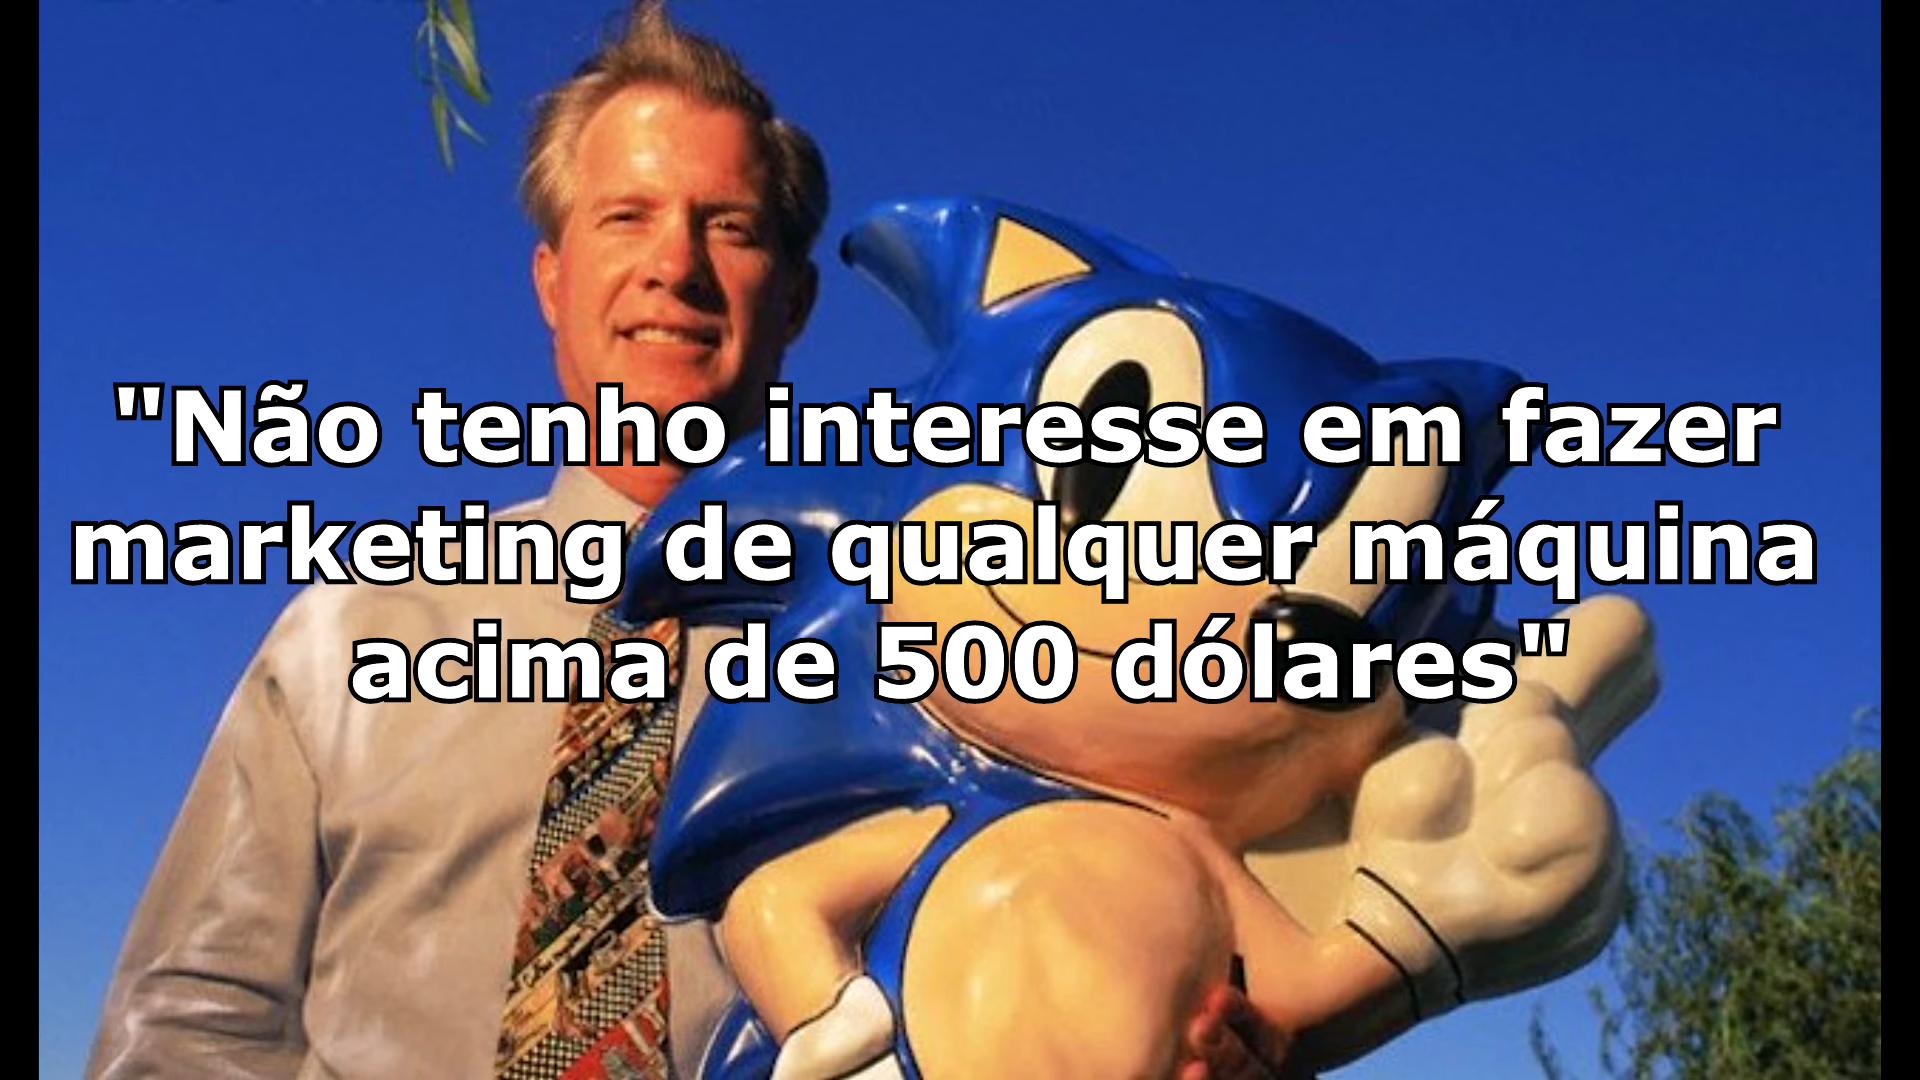 "Não tenho interesse em fazer
marketing de qualquer máquina
acima de 500 dólares"